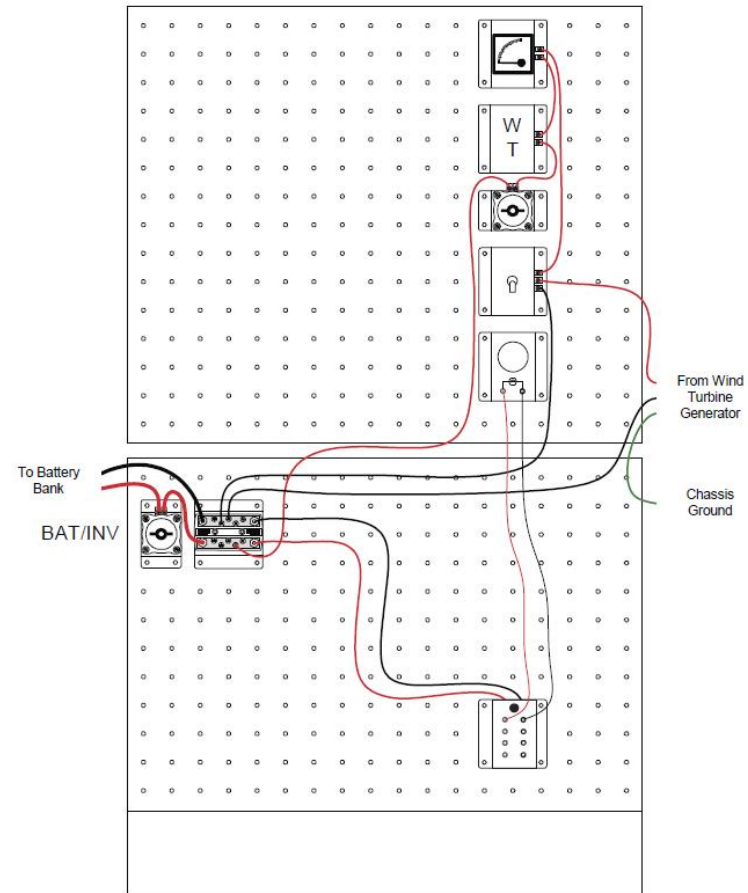 W
T
From Wind
Turbine
Generator
To Battery
Bank
Chassis
Ground
BAT/INV